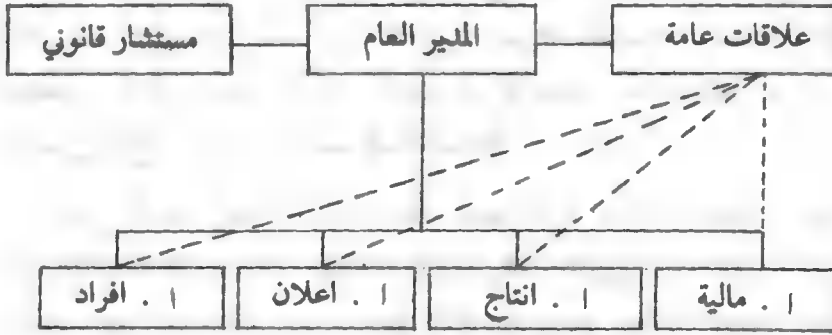 علاقات عامة
المدير العام
مستشار قانوني
ا . مالية
ا . انتاج
ا . اعلان
ا . افراد